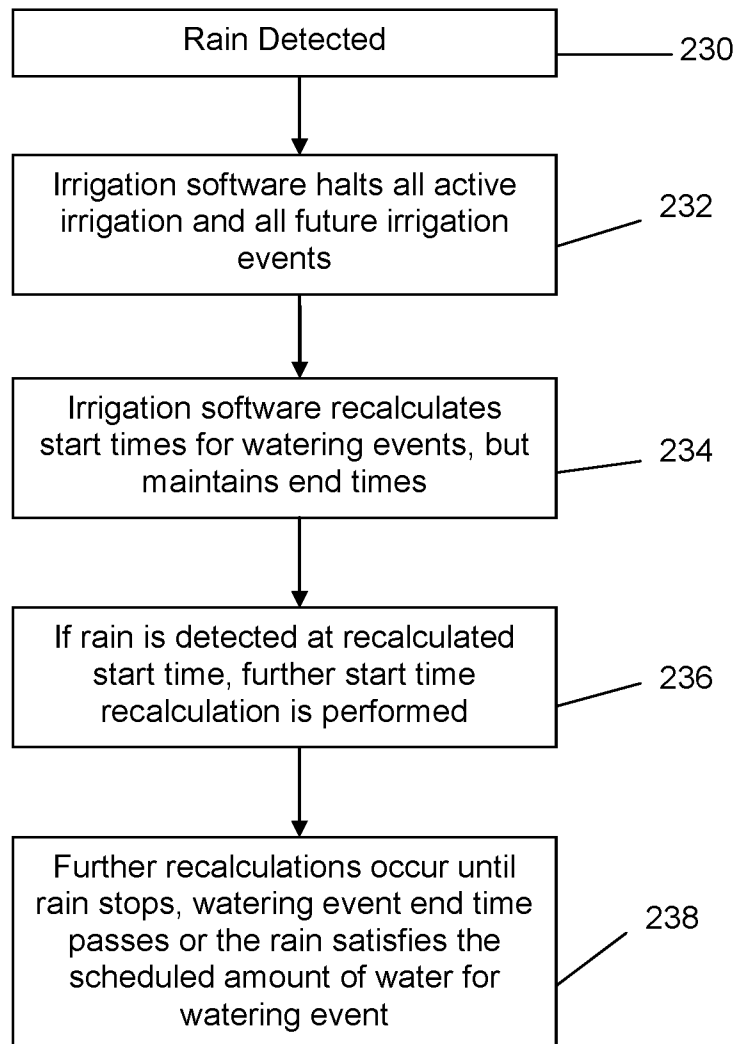 Rain Detected
230
Irrigation software halts all active
irrigation and all future irrigation
events
232
Irrigation software recalculates
start times for watering events, but
maintains end times
234
If rain is detected at recalculated
start time, further start time
recalculation is performed
236
Further recalculations occur until
rain stops, watering event end time
passes or the rain satisfies the
scheduled amount of water for
watering event
238